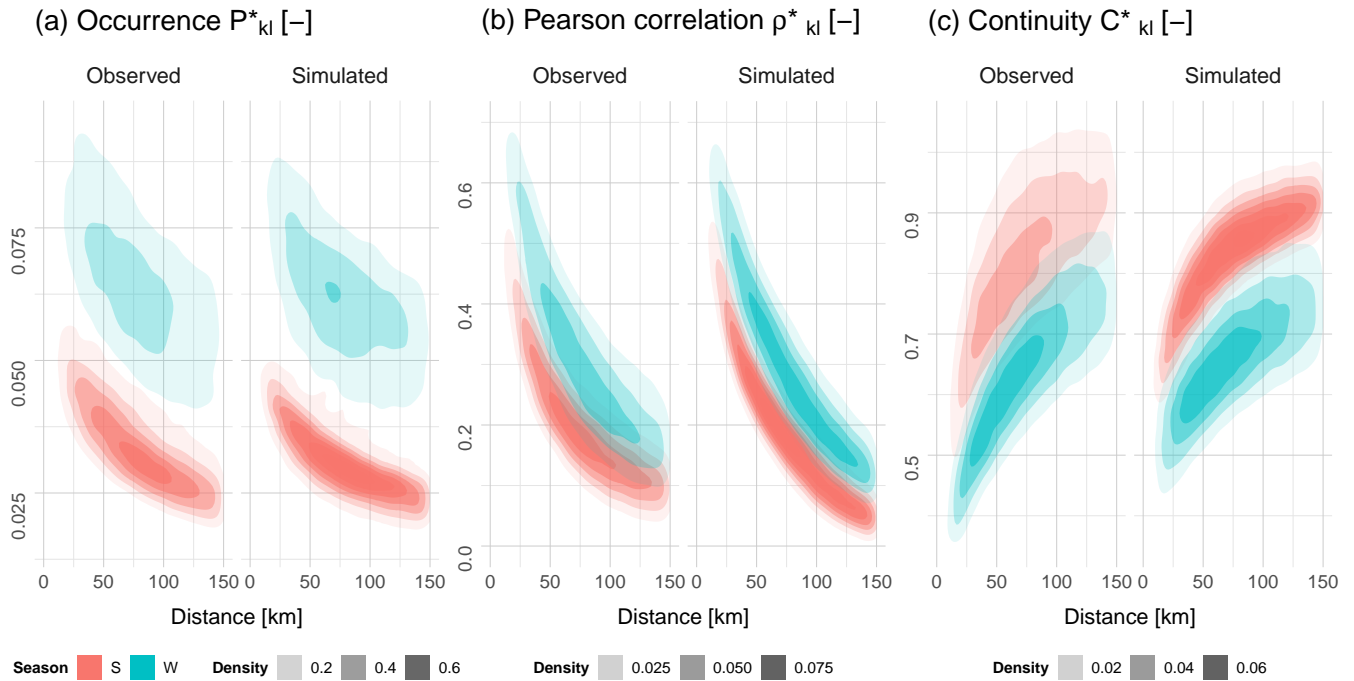 (a) Occurrence P*kl [–]
(b) Pearson correlation ρ* kl [–]
(c) Continuity C* kl [–]
Observed Simulated
Observed Simulated
Observed Simulated
0.075
0.050
0.025
0.6
0.4
0.2
0.0
0.9
0.7
0.5
0 50 100 150 0 50 100 150
0 50 100 150 0 50 100 150
0 50 100 150 0 50 100 150
Distance [km]
Distance [km]
Distance [km]
Season S W Density 0.2 0.4 0.6
Density 0.025 0.050 0.075
Density 0.02 0.04 0.06